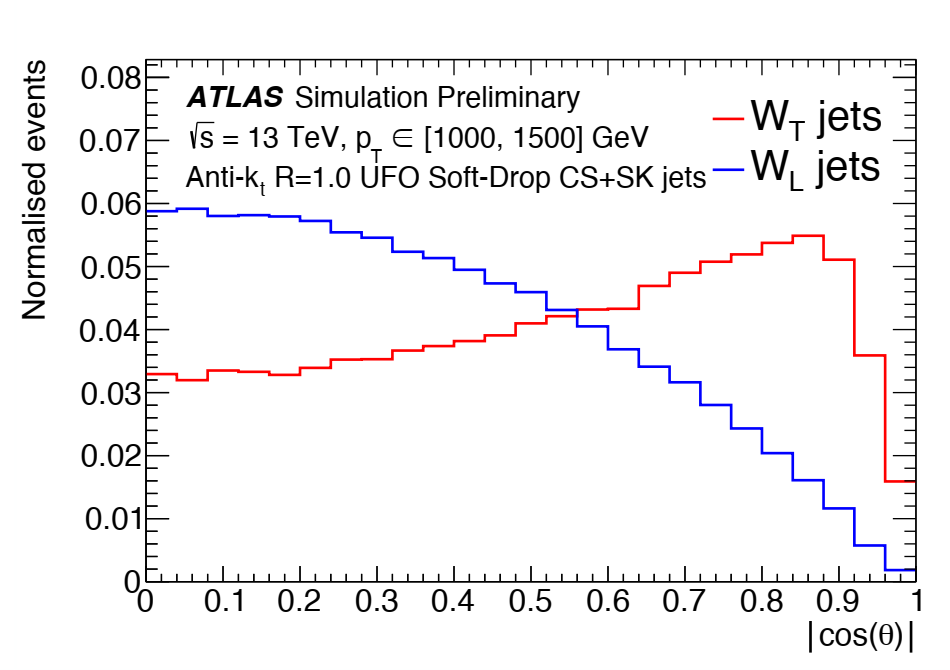 Normalised events
0.08
0.07
0.06
0.05
0.04
0.03
0.02
0.01
0
ATLAS Simulation Preliminary
√s = 13 TeV, p_T ∈ [1000, 1500] GeV
Anti-k_t R=1.0 UFO Soft-Drop CS+SK jets
W_T jets
W_L jets
0 0.1 0.2 0.3 0.4 0.5 0.6 0.7 0.8 0.9 1
|cos(θ)|